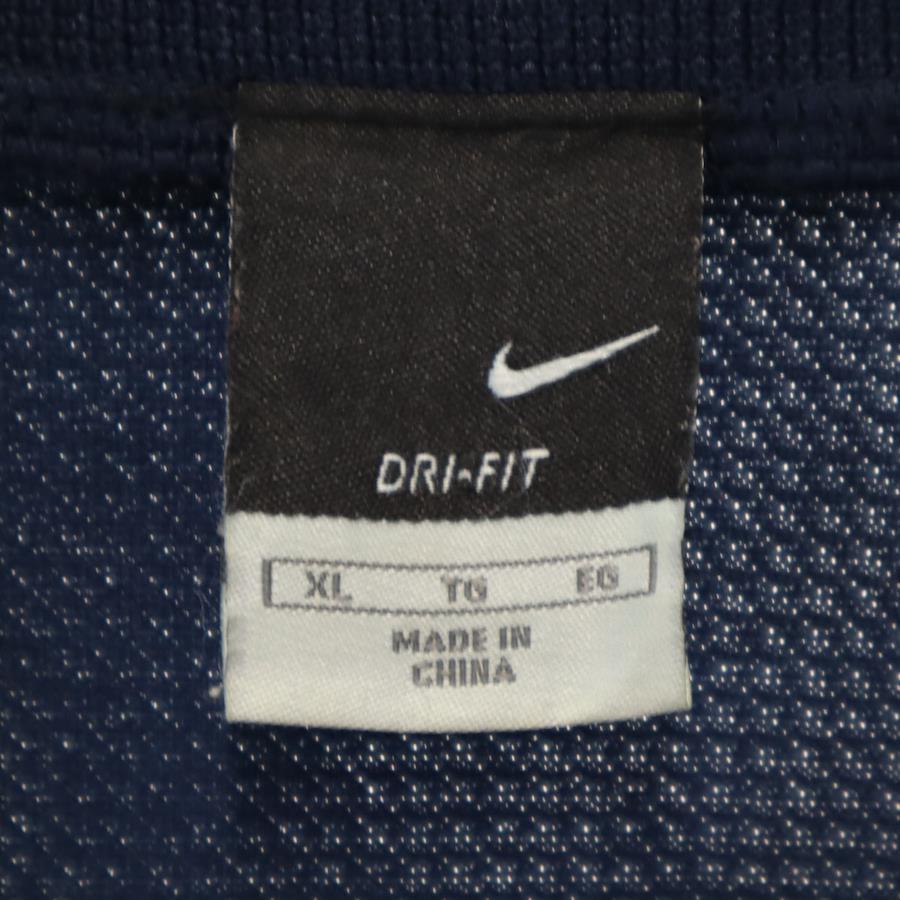 DRI-FIT
XL TG EG
MADE IN
CHINA